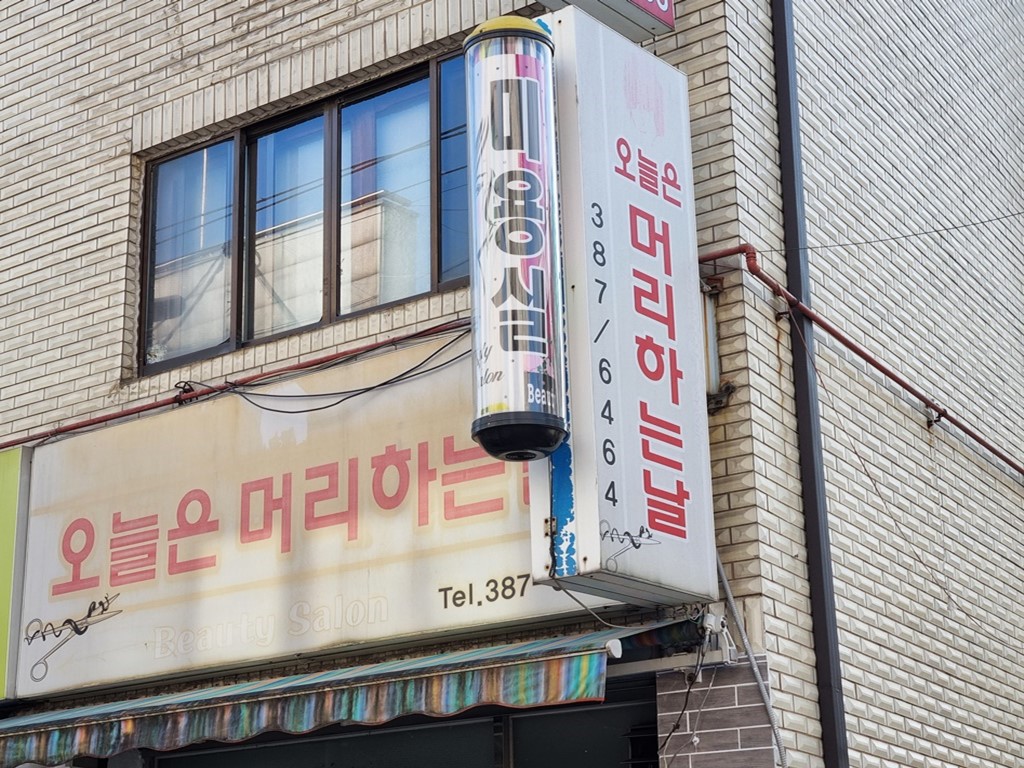 미용실
Beauty
오늘은
머리하는날
387/6464
오늘은 머리하는
Beauty Salon
Tel.387